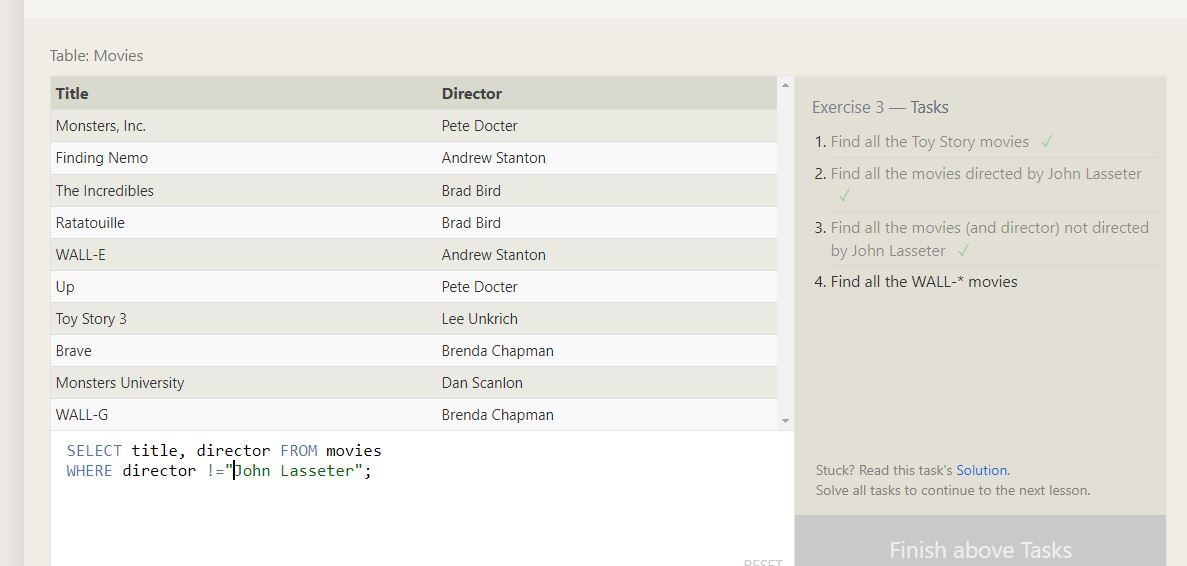 Table: Movies
Title Director
Monsters, Inc. Pete Docter
Finding Nemo Andrew Stanton
The Incredibles Brad Bird
Ratatouille Brad Bird
WALL-E Andrew Stanton
Up Pete Docter
Toy Story 3 Lee Unkrich
Brave Brenda Chapman
Monsters University Dan Scanlon
WALL-G Brenda Chapman
SELECT title, director FROM movies
WHERE director !="John Lasseter";
RESET
Exercise 3 — Tasks
1. Find all the Toy Story movies ✓
2. Find all the movies directed by John Lasseter
✓
3. Find all the movies (and director) not directed
by John Lasseter ✓
4. Find all the WALL-* movies
Stuck? Read this task's Solution.
Solve all tasks to continue to the next lesson.
Finish above Tasks